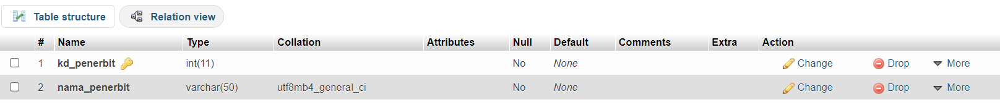 Table structure Relation view
# Name Type Collation Attributes Null Default Comments Extra Action
1 kd_penerbit int(11) No None Change Drop More
2 nama_penerbit varchar(50) utf8mb4_general_ci No None Change Drop More